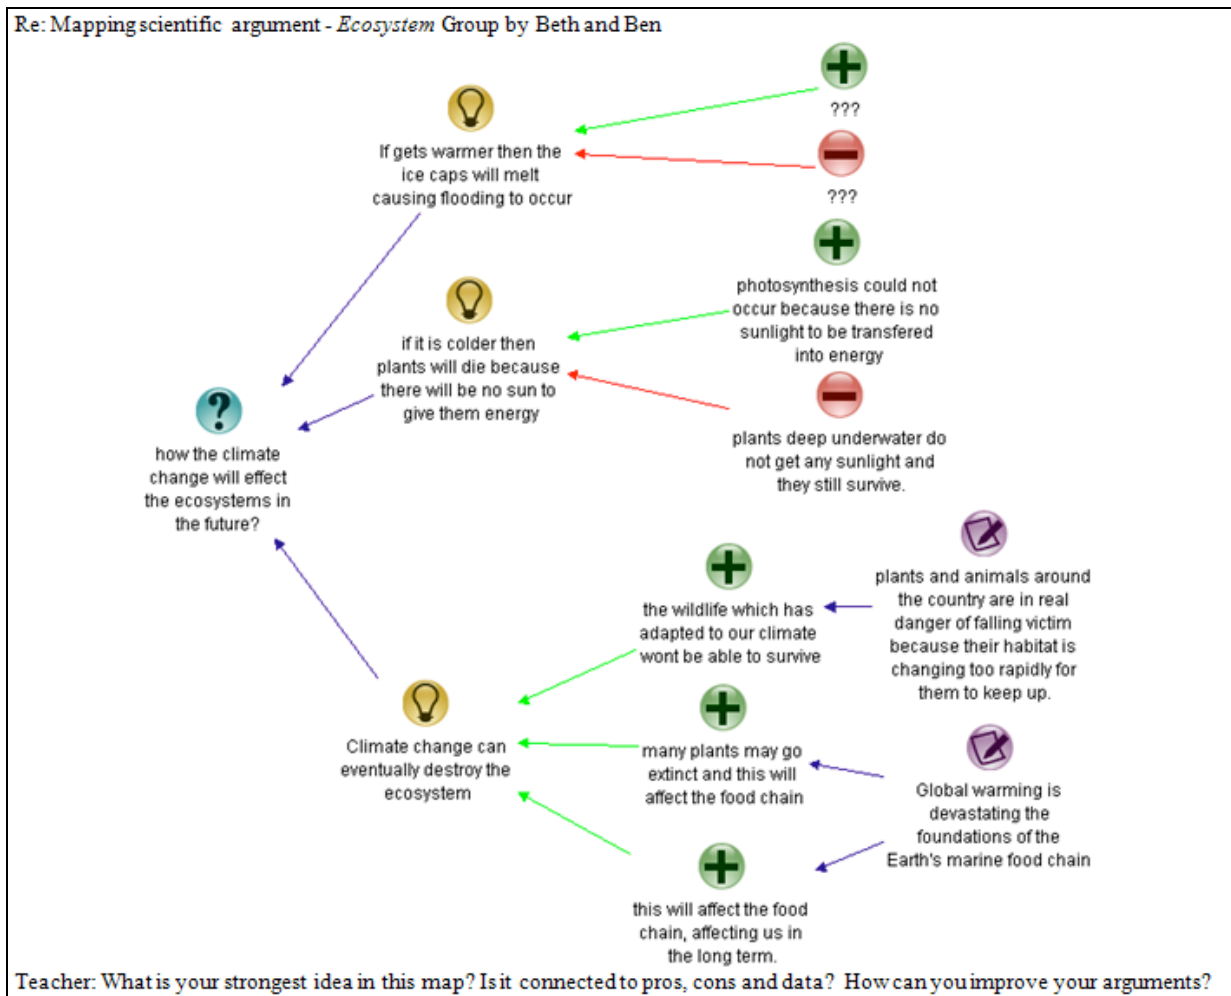 Re: Mapping scientific argument - Ecosystem Group by Beth and Ben
???
If gets warmer then the
ice caps will melt
causing flooding to occur
???
photosynthesis could not
occur because there is no
sunlight to be transfered
into energy
if it is colder then
plants will die because
there will be no sun to
give them energy
plants deep underwater do
not get any sunlight and
they still survive.
how the climate
change will effect
the ecosystems in
the future?
plants and animals around
the country are in real
danger of falling victim
because their habitat is
changing too rapidly for
them to keep up.
the wildlife which has
adapted to our climate
wont be able to survive
Climate change can
eventually destroy the
ecosystem
many plants may go
extinct and this will
affect the food chain
Global warming is
devastating the
foundations of the
Earth's marine food chain
this will affect the food
chain, affecting us in
the long term.
Teacher: What is your strongest idea in this map? Is it connected to pros, cons and data? How can you improve your arguments?